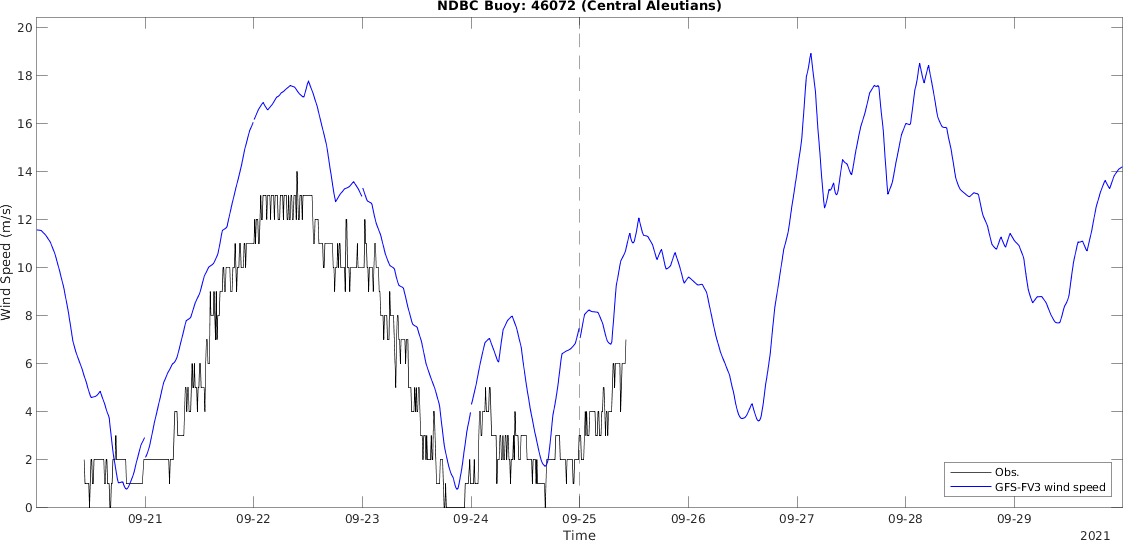 NDBC Buoy: 46072 (Central Aleutians)
20
18
16
14
12
10
8
6
4
2
0
Wind Speed (m/s)
09-21 09-22 09-23 09-24 09-25 09-26 09-27 09-28 09-29
Time
2021
Obs.
GFS-FV3 wind speed